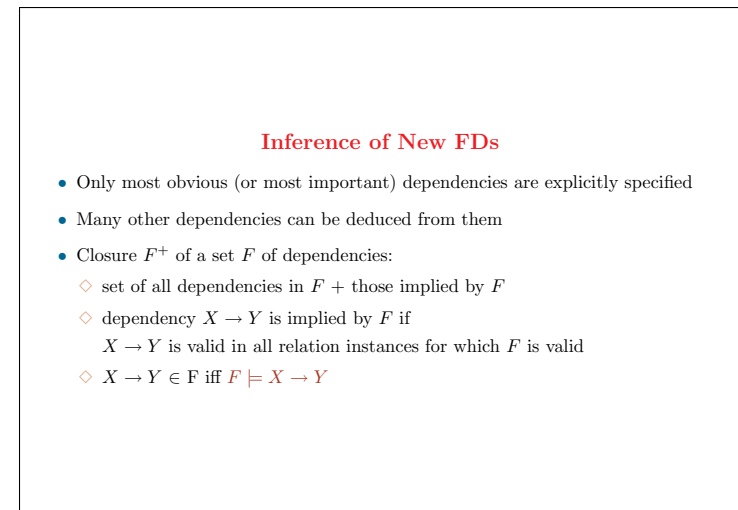 Inference of New FDs
• Only most obvious (or most important) dependencies are explicitly specified
• Many other dependencies can be deduced from them
• Closure F⁺ of a set F of dependencies:
◇ set of all dependencies in F + those implied by F
◇ dependency X → Y is implied by F if
X → Y is valid in all relation instances for which F is valid
◇ X → Y ∈ F iff F ⊨ X → Y